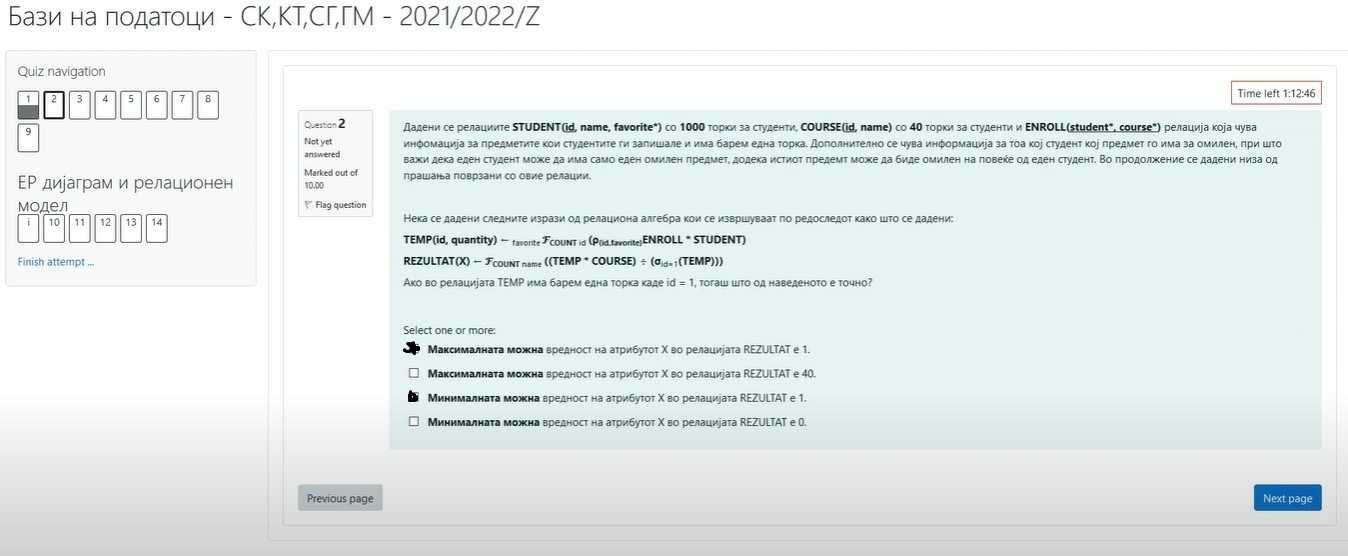 Бази на податоци - СК,КТ,СГ,ГМ - 2021/2022/Z
Quiz navigation
1 2 3 4 5 6 7 8
9
ЕР дијаграм и релационен
модел
i 10 11 12 13 14
Finish attempt ...
Time left 1:12:46
Question 2
Not yet
answered
Marked out of
10.00
Flag question
Дадени се релациите STUDENT(id, name, favorite*) со 1000 торки за студенти, COURSE(id, name) со 40 торки за студенти и ENROLL(student*, course*) релација која чува
инфомација за предметите кои студентите ги запишале и има барем една торка. Дополнително се чува информација за тоа кој студент кој предмет го има за омилен, при што
важи дека еден студент може да има само еден омилен предмет, додека истиот предемт може да биде омилен на повеќе од еден студент. Во продолжение се дадени низа од
прашања поврзани со овие релации.
Нека се дадени следните изрази од релациона алгебра кои се извршуваат по редоследот како што се дадени:
TEMP(id, quantity) ← favorite ℱCOUNT id (ρ(id,favorite)ENROLL * STUDENT)
REZULTAT(X) ← ℱCOUNT name ((TEMP * COURSE) ÷ (σid=1(TEMP)))
Ако во релацијата TEMP има барем една торка каде id = 1, тогаш што од наведеното е точно?
Select one or more:
Максималната можна вредност на атрибутот X во релацијата REZULTAT е 1.
Максималната можна вредност на атрибутот X во релацијата REZULTAT е 40.
Минималната можна вредност на атрибутот X во релацијата REZULTAT е 1.
Минималната можна вредност на атрибутот X во релацијата REZULTAT е 0.
Previous page
Next page